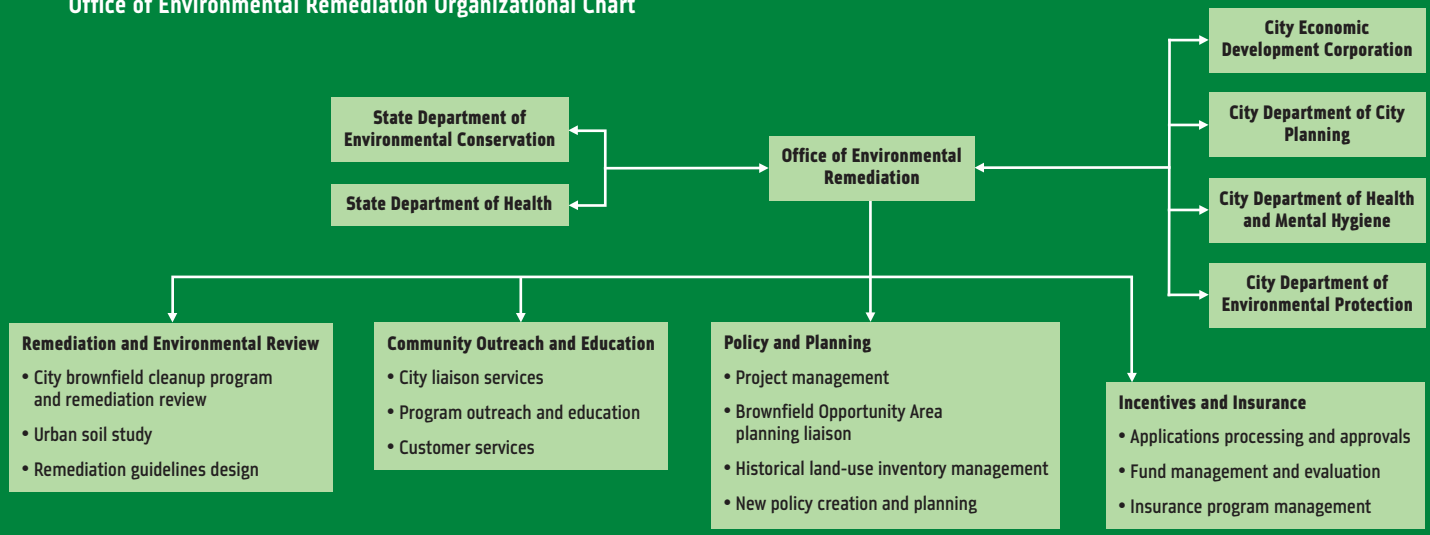 Office of Environmental Remediation Organizational Chart
City Economic
Development Corporation
State Department of
Environmental Conservation
City Department of City
Planning
Office of Environmental
Remediation
State Department of Health
City Department of Health
and Mental Hygiene
City Department of
Environmental Protection
Remediation and Environmental Review
• City brownfield cleanup program
and remediation review
• Urban soil study
• Remediation guidelines design
Community Outreach and Education
• City liaison services
• Program outreach and education
• Customer services
Policy and Planning
• Project management
• Brownfield Opportunity Area
planning liaison
• Historical land-use inventory management
• New policy creation and planning
Incentives and Insurance
• Applications processing and approvals
• Fund management and evaluation
• Insurance program management